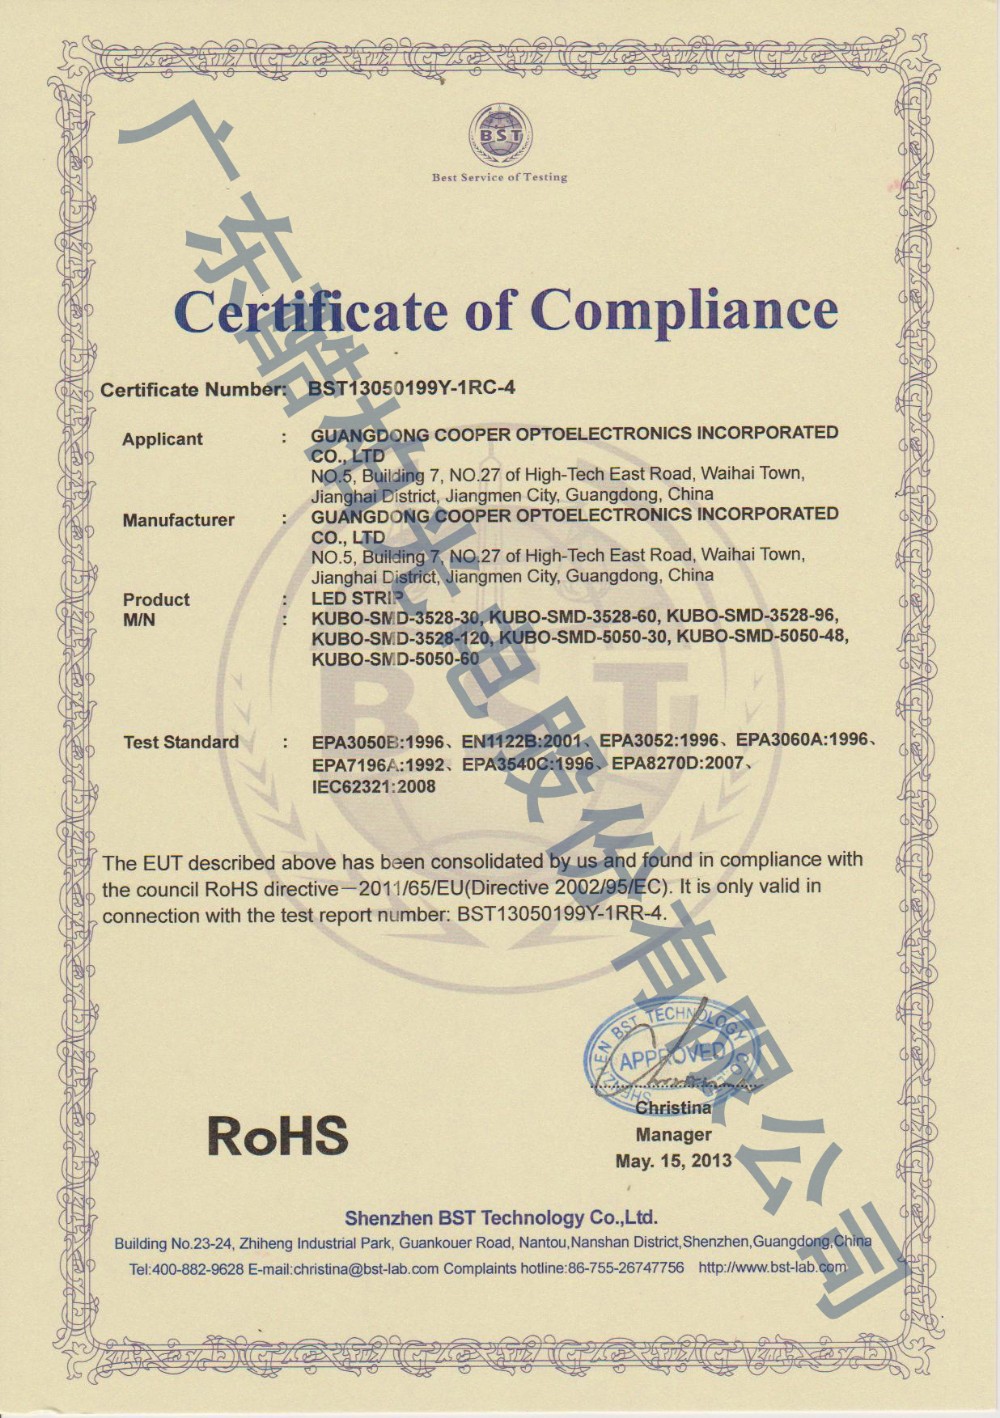 BST
Best Service of Testing
Certificate of Compliance
Certificate Number: BST13050199Y-1RC-4
Applicant : GUANGDONG COOPER OPTOELECTRONICS INCORPORATED
CO., LTD
NO.5, Building 7, NO.27 of High-Tech East Road, Waihai Town,
Jianghai District, Jiangmen City, Guangdong, China
Manufacturer : GUANGDONG COOPER OPTOELECTRONICS INCORPORATED
CO., LTD
NO.5, Building 7, NO.27 of High-Tech East Road, Waihai Town,
Jianghai District, Jiangmen City, Guangdong, China
Product : LED STRIP
M/N : KUBO-SMD-3528-30, KUBO-SMD-3528-60, KUBO-SMD-3528-96,
KUBO-SMD-3528-120, KUBO-SMD-5050-30, KUBO-SMD-5050-48,
KUBO-SMD-5050-60
BST
Test Standard : EPA3050B:1996、EN1122B:2001、EPA3052:1996、EPA3060A:1996、
EPA7196A:1992、EPA3540C:1996、EPA8270D:2007、
IEC62321:2008
The EUT described above has been consolidated by us and found in compliance with
the council RoHS directive－2011/65/EU(Directive 2002/95/EC). It is only valid in
connection with the test report number: BST13050199Y-1RR-4.
SHENZHEN BST TECHNOLOGY CO.,LTD.
APPROVED
Christina
Manager
May. 15, 2013
RoHS
Shenzhen BST Technology Co.,Ltd.
Building No.23-24, Zhiheng Industrial Park, Guankouer Road, Nantou,Nanshan District,Shenzhen,Guangdong,China
Tel:400-882-9628 E-mail:christina@bst-lab.com Complaints hotline:86-755-26747756 http://www.bst-lab.com
广东酷柏光电股份有限公司